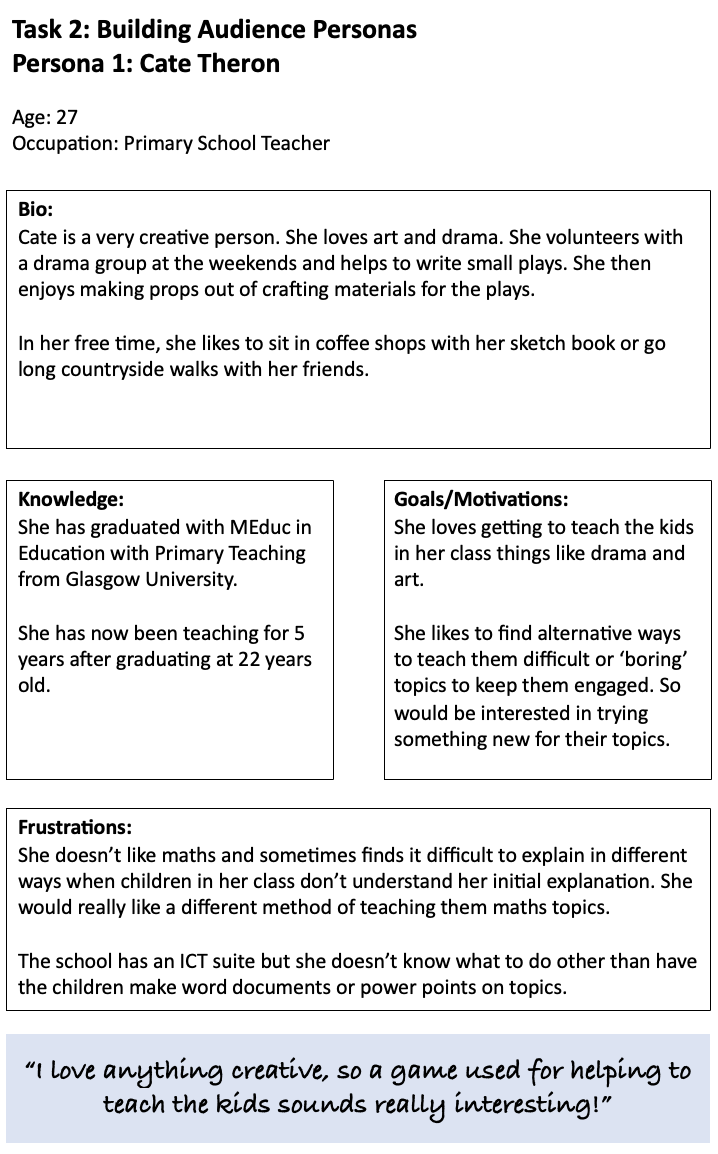 Task 2: Building Audience Personas
Persona 1: Cate Theron
Age: 27
Occupation: Primary School Teacher
Bio:
Cate is a very creative person. She loves art and drama. She volunteers with
a drama group at the weekends and helps to write small plays. She then
enjoys making props out of crafting materials for the plays.
In her free time, she likes to sit in coffee shops with her sketch book or go
long countryside walks with her friends.
Knowledge:
She has graduated with MEduc in
Education with Primary Teaching
from Glasgow University.
She has now been teaching for 5
years after graduating at 22 years
old.
Goals/Motivations:
She loves getting to teach the kids
in her class things like drama and
art.
She likes to find alternative ways
to teach them difficult or ‘boring’
topics to keep them engaged. So
would be interested in trying
something new for their topics.
Frustrations:
She doesn’t like maths and sometimes finds it difficult to explain in different
ways when children in her class don’t understand her initial explanation. She
would really like a different method of teaching them maths topics.
The school has an ICT suite but she doesn’t know what to do other than have
the children make word documents or power points on topics.
“I love anything creative, so a game used for helping to
teach the kids sounds really interesting!”